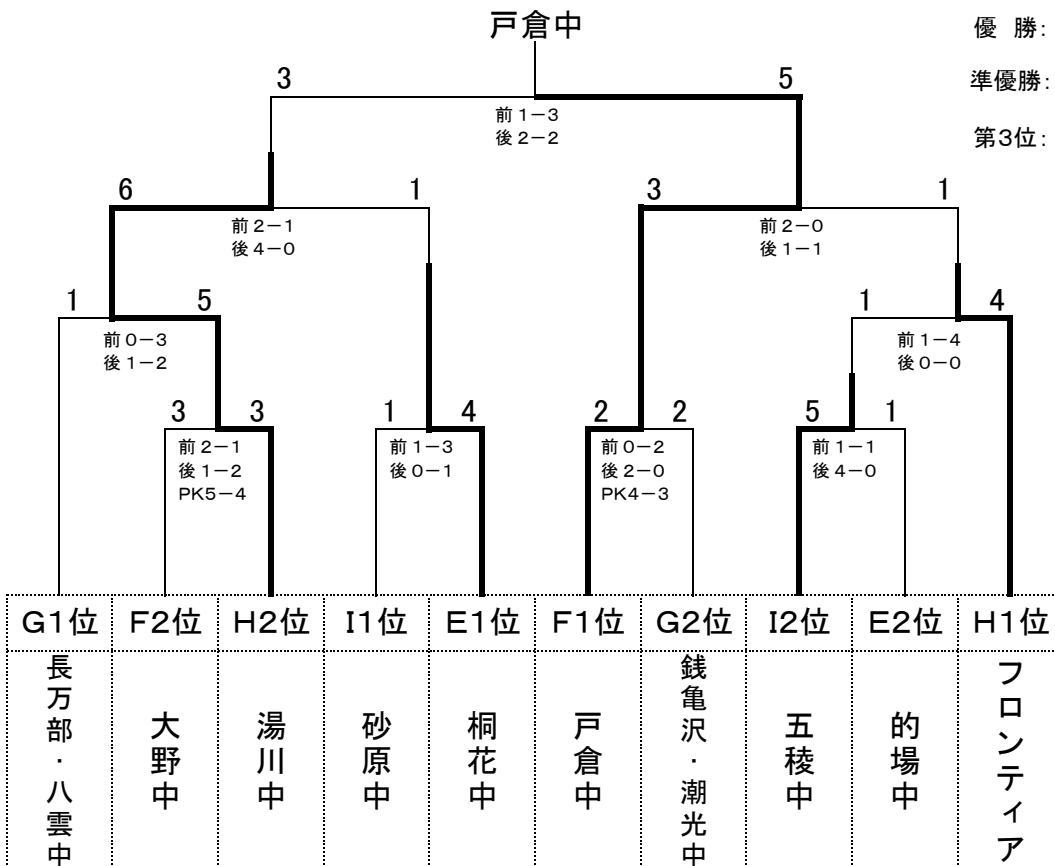 戸倉中
優 勝:
準優勝:
第3位:
3
5
前1-3
後2-2
6
1
前2-1
後4-0
3
1
前2-0
後1-1
1
5
前0-3
後1-2
1
4
前1-4
後0-0
3
3
前2-1
後1-2
PK5-4
1
4
前1-3
後0-1
2
2
前0-2
後2-0
PK4-3
5
1
前1-1
後4-0
G1位
F2位
H2位
I1位
E1位
F1位
G2位
I2位
E2位
H1位
長万部・八雲中
大野中
湯川中
砂原中
桐花中
戸倉中
銭亀沢・潮光中
五稜中
的場中
フロンティア